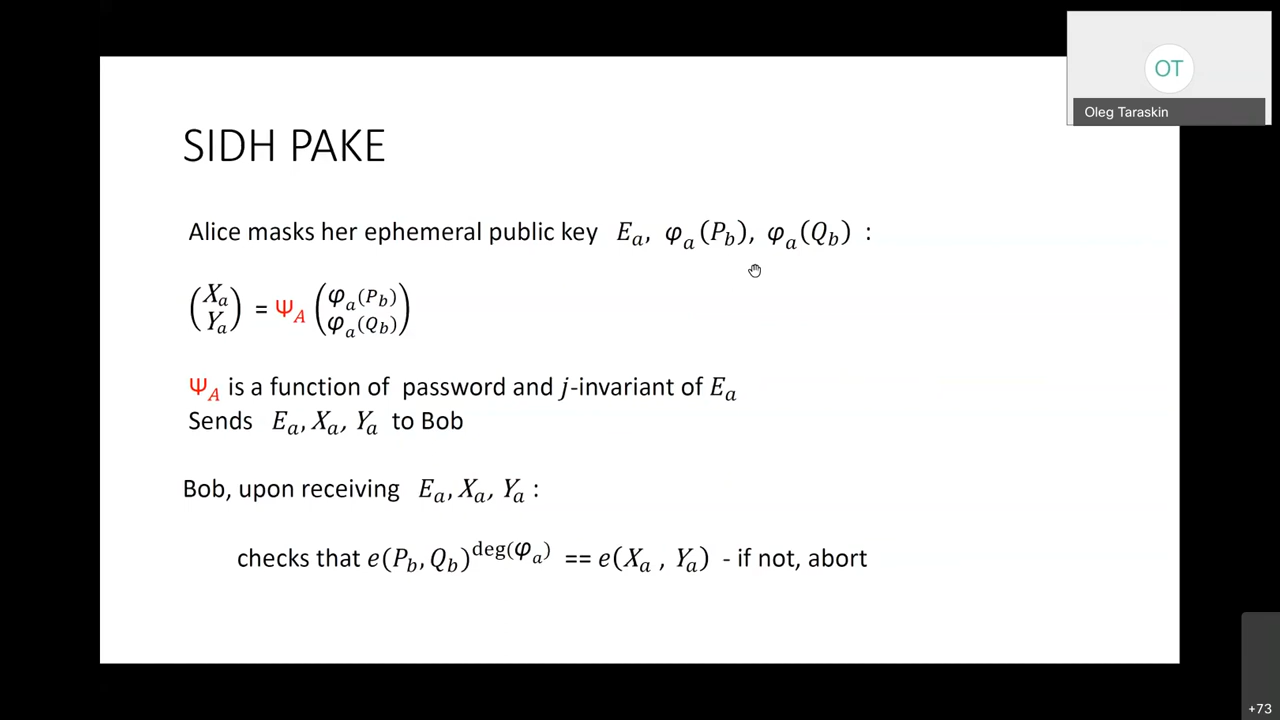 OT
Oleg Taraskin
SIDH PAKE
Alice masks her ephemeral public key E_a, φ_a(P_b), φ_a(Q_b) :
(X_a Y_a) = Ψ_A (φ_a(P_b) φ_a(Q_b))
Ψ_A is a function of password and j-invariant of E_a
Sends E_a, X_a, Y_a to Bob
Bob, upon receiving E_a, X_a, Y_a :
checks that e(P_b, Q_b)^deg(φ_a) == e(X_a , Y_a) - if not, abort
+73